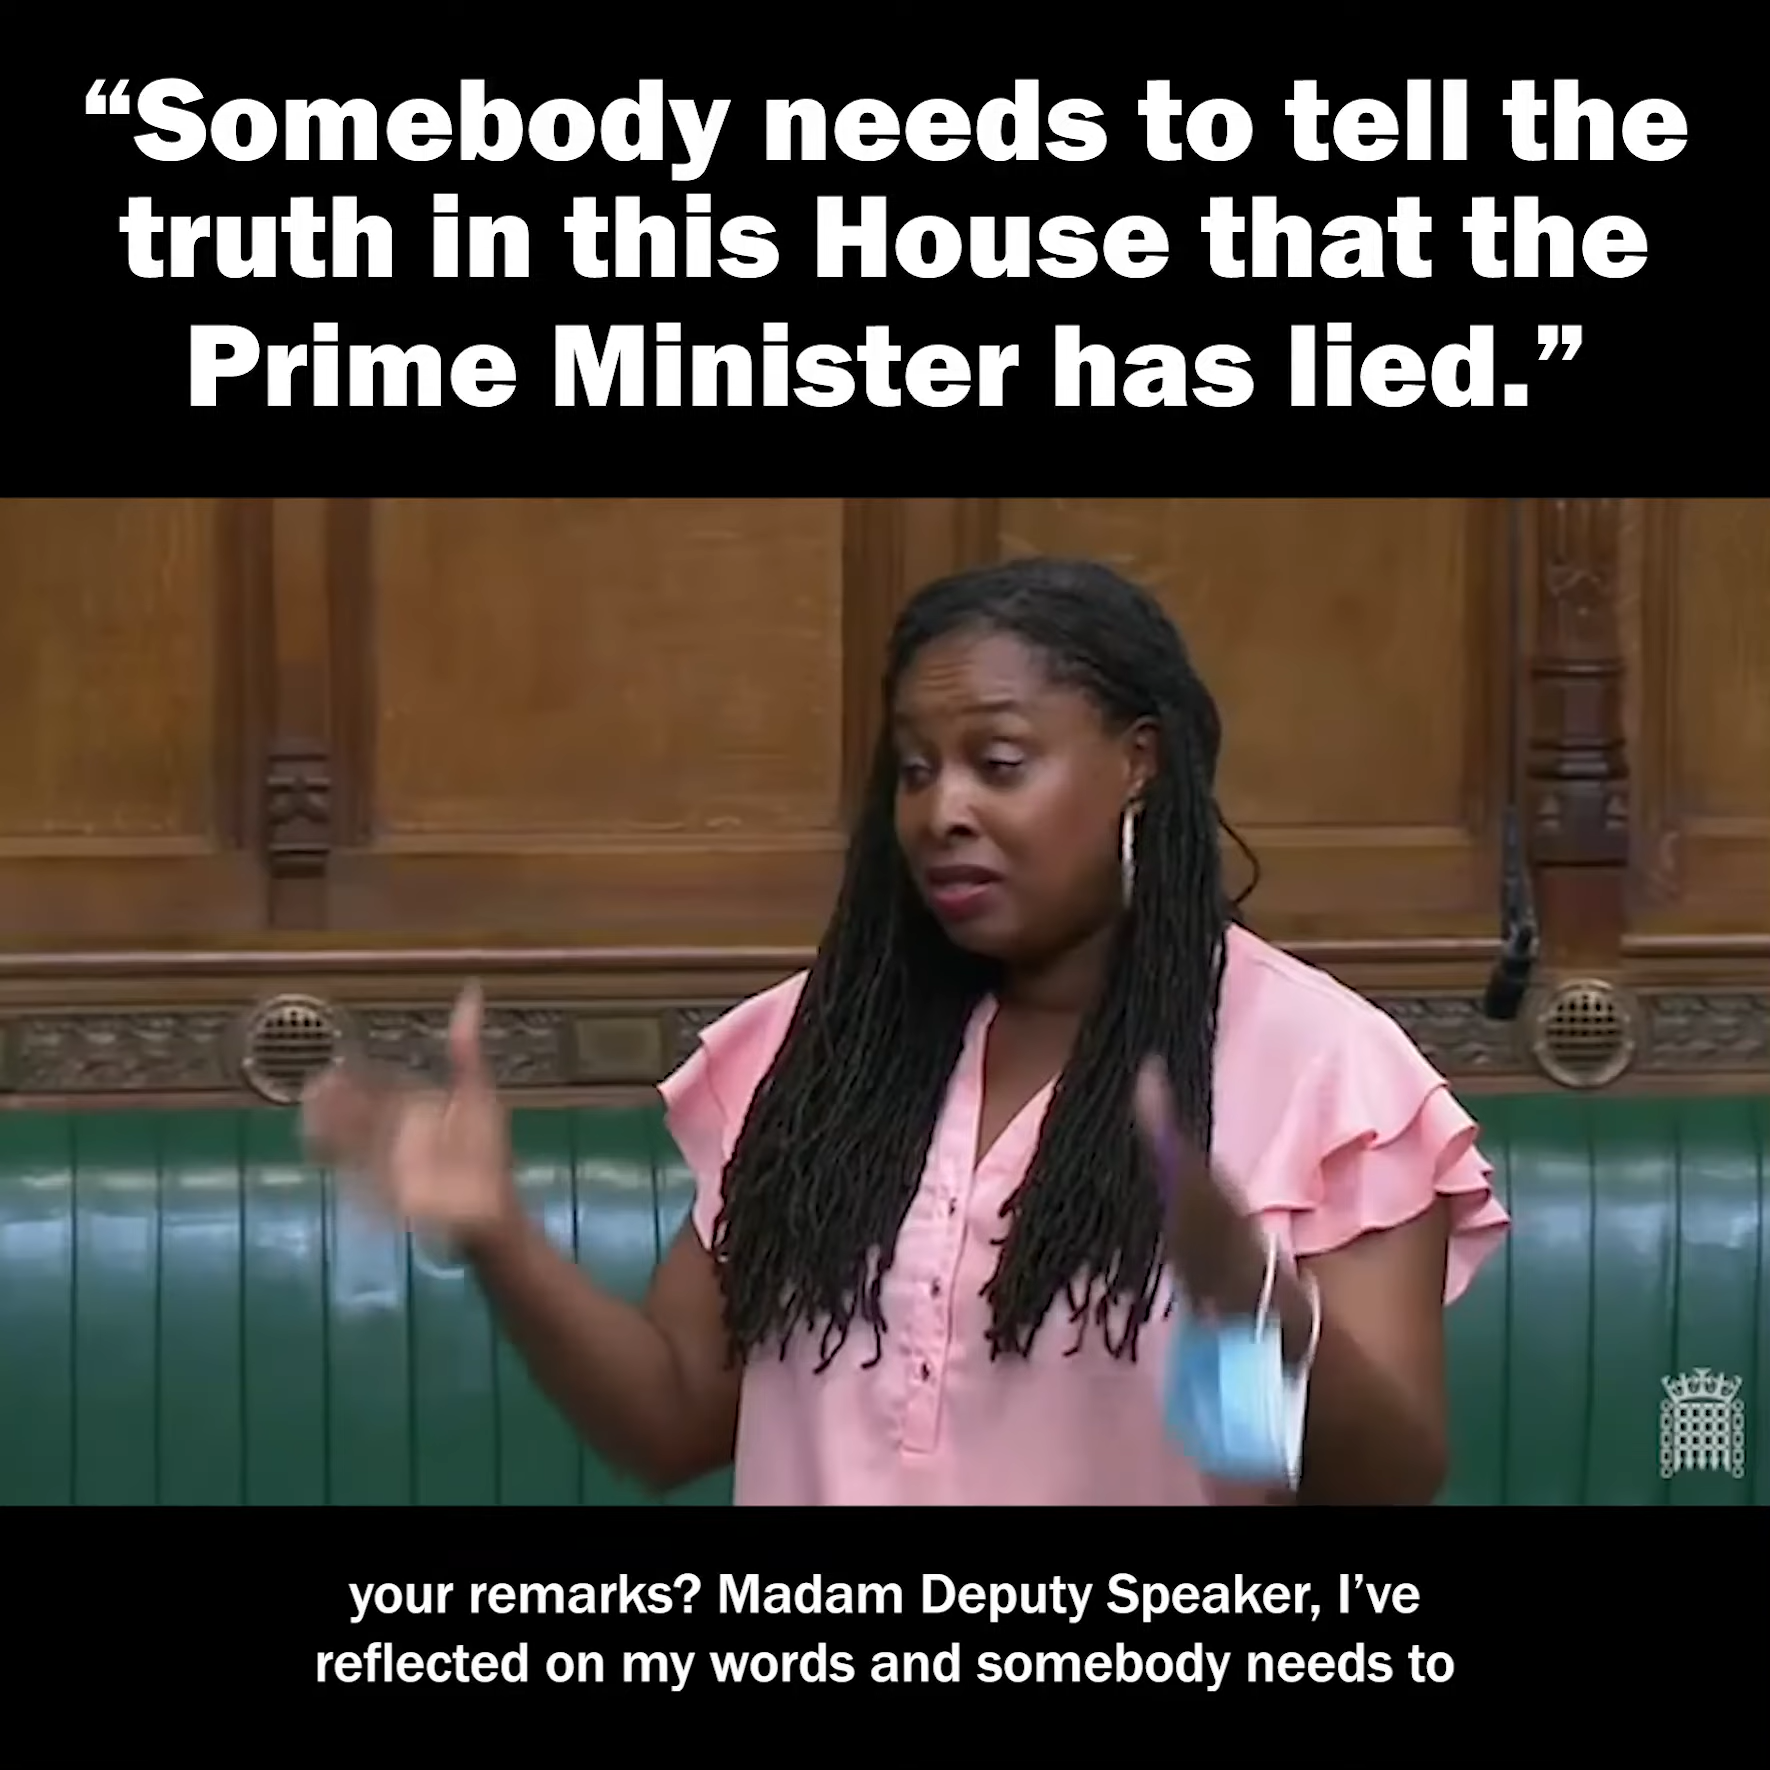 “Somebody needs to tell the
truth in this House that the
Prime Minister has lied.”
your remarks? Madam Deputy Speaker, I’ve
reflected on my words and somebody needs to